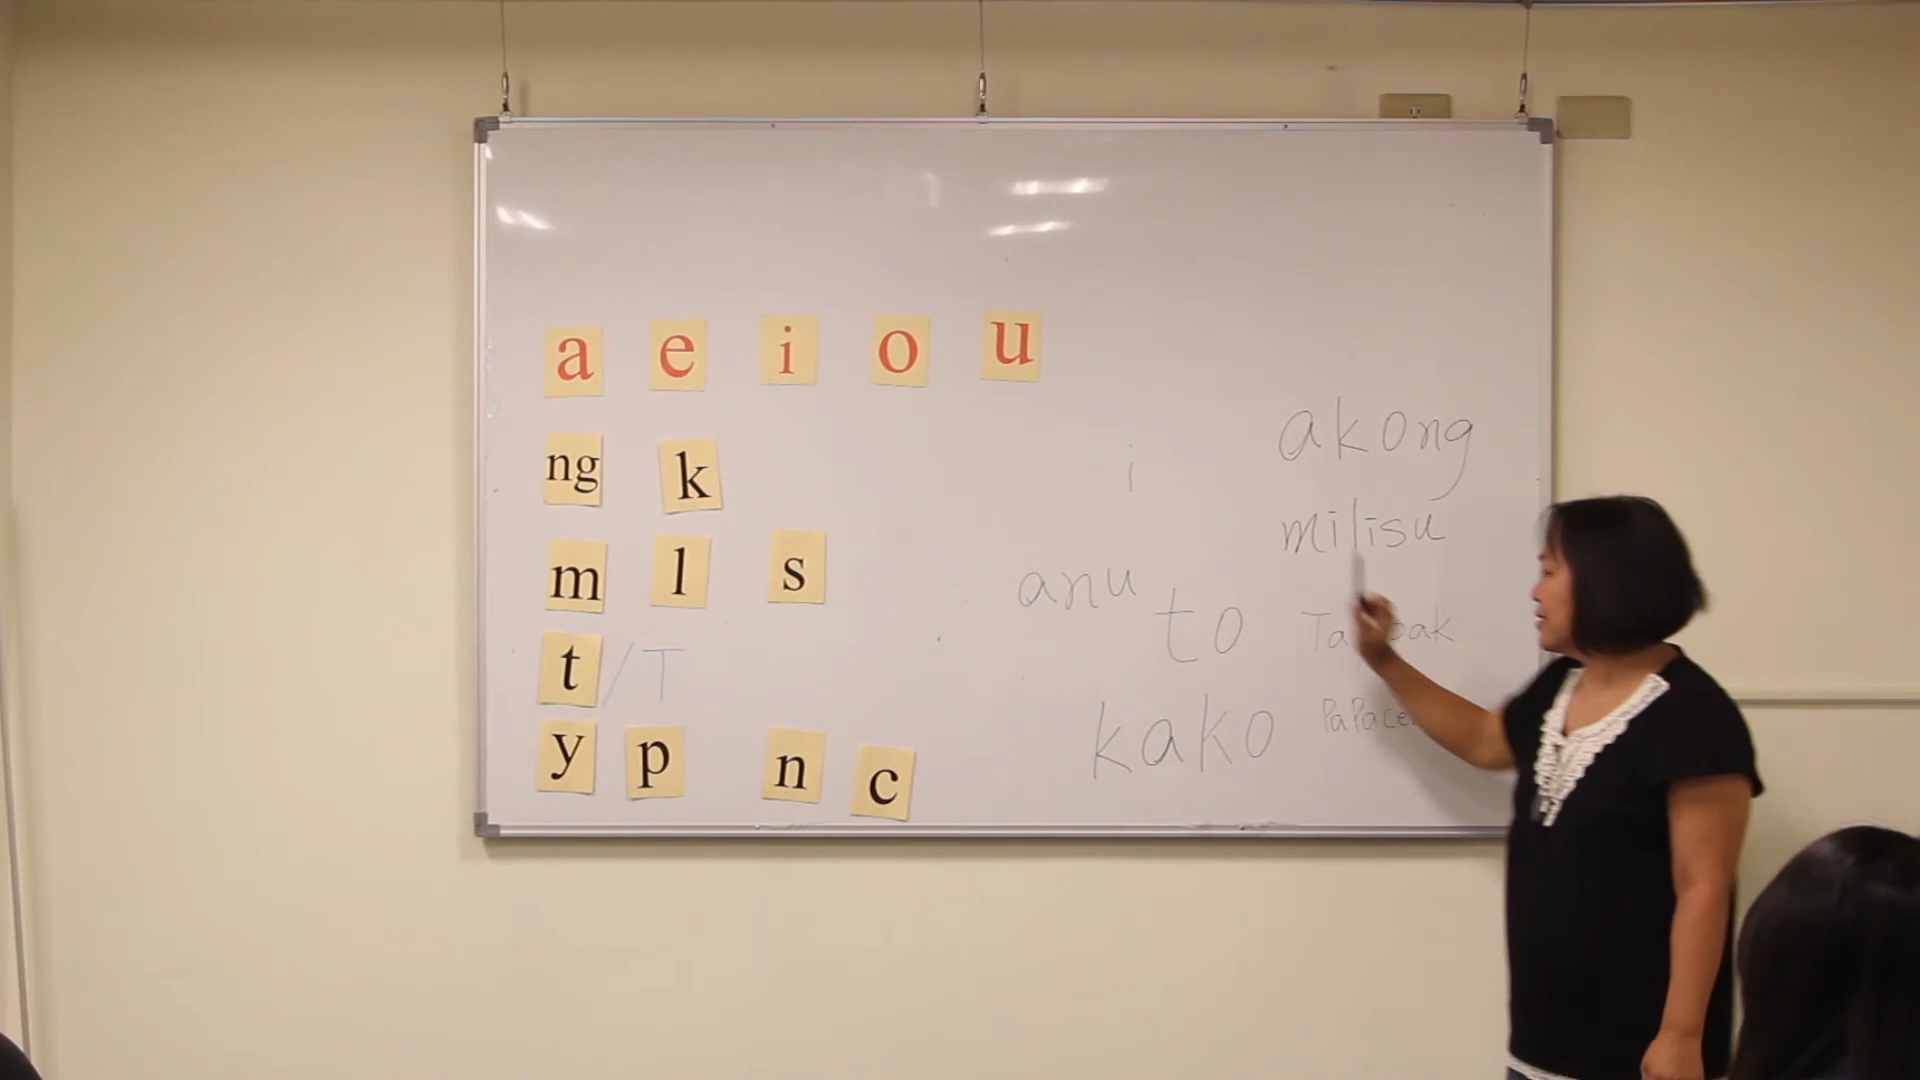 a e i o u
ng k
m l s
t /T
y p n c
i
anu
to
kako
akong
milisu